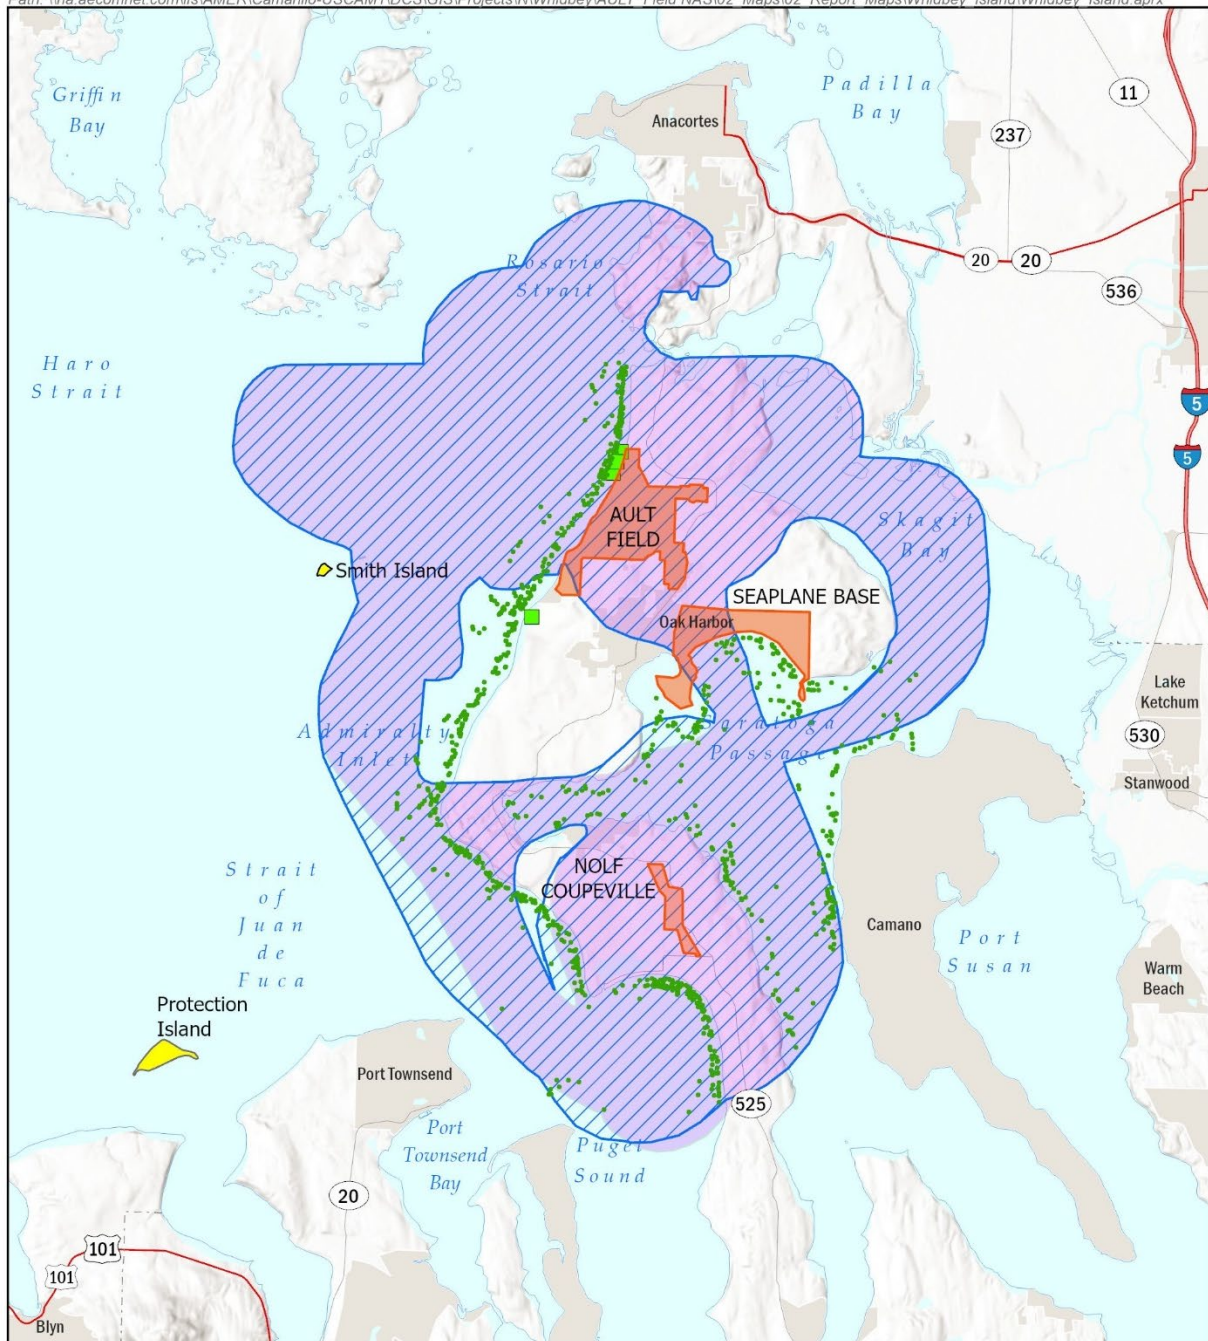 Griffin
Bay
Padilla
Bay
11
237
Anacortes
20
20
536
Rosario
Strait
Haro
Strait
5
5
AULT
FIELD
Skagit
Bay
Smith Island
SEAPLANE BASE
Oak Harbor
Lake
Ketchum
Admiralty
Inlet
Saratoga
Passage
530
Stanwood
Strait
of
Juan
de
Fuca
NOLF
COUPEVILLE
Camano
Port
Susan
Warm
Beach
Protection
Island
Port Townsend
525
Port
Townsend
Bay
Puget
Sound
20
101
101
Blyn